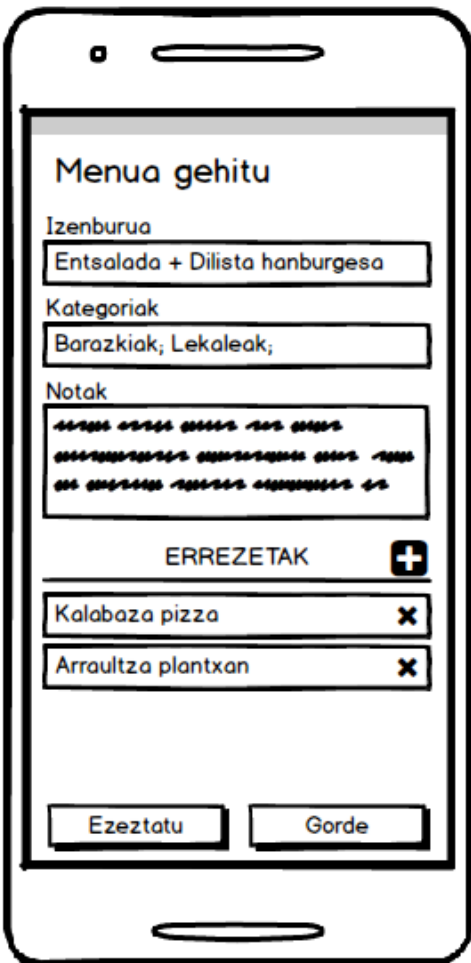 Menua gehitu
Izenburua
Entsalada + Dilista hanburgesa
Kategoriak
Barazkiak; Lekaleak;
Notak
ERREZETAK
Kalabaza pizza
Arraultza plantxan
Ezeztatu
Gorde